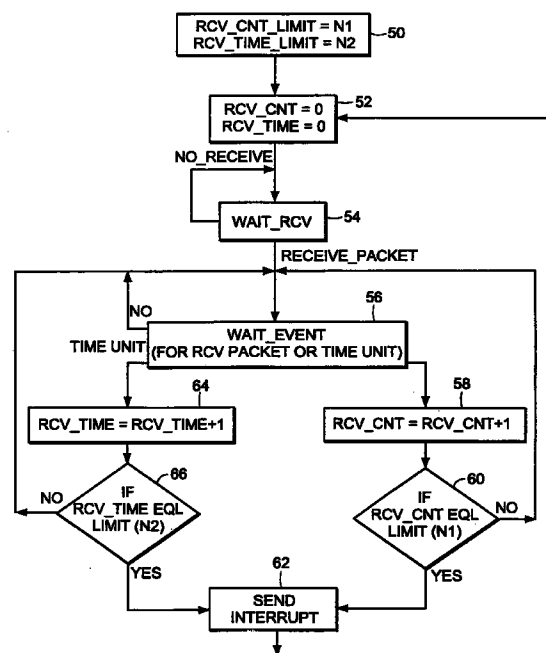 RCV_CNT_LIMIT = N1
RCV_TIME_LIMIT = N2
50
RCV_CNT = 0
RCV_TIME = 0
52
NO_RECEIVE
WAIT_RCV
54
RECEIVE_PACKET
NO
56
WAIT_EVENT
(FOR RCV PACKET OR TIME UNIT)
TIME UNIT
64
RCV_TIME = RCV_TIME+1
58
RCV_CNT = RCV_CNT+1
66
IF
RCV_TIME EQL
LIMIT (N2)
NO
YES
60
IF
RCV_CNT EQL
LIMIT (N1)
NO
YES
62
SEND
INTERRUPT